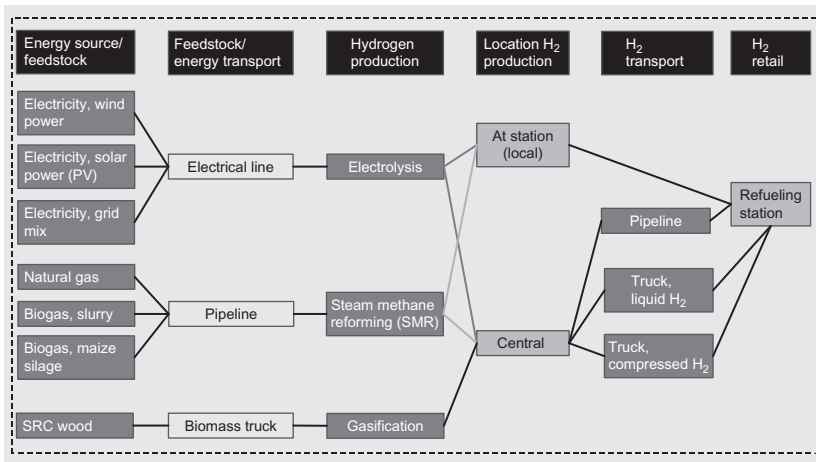 Energy source/
feedstock
Feedstock/
energy transport
Hydrogen
production
Location H2
production
H2
transport
H2
retail
Electricity, wind
power
Electricity, solar
power (PV)
Electricity, grid
mix
Electrical line
Electrolysis
At station
(local)
Refueling
station
Pipeline
Natural gas
Biogas, slurry
Biogas, maize
silage
Pipeline
Steam methane
reforming (SMR)
Central
Truck,
liquid H2
Truck,
compressed H2
SRC wood
Biomass truck
Gasification